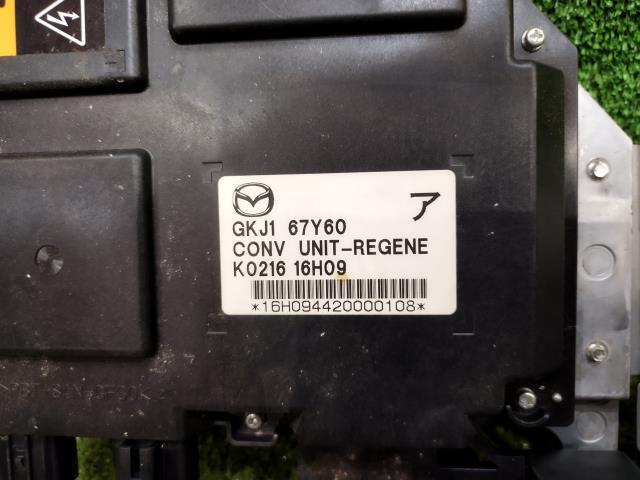 ア
GKJ1 67Y60
CONV UNIT-REGENE
K0216 16H09
*16H094420000108*